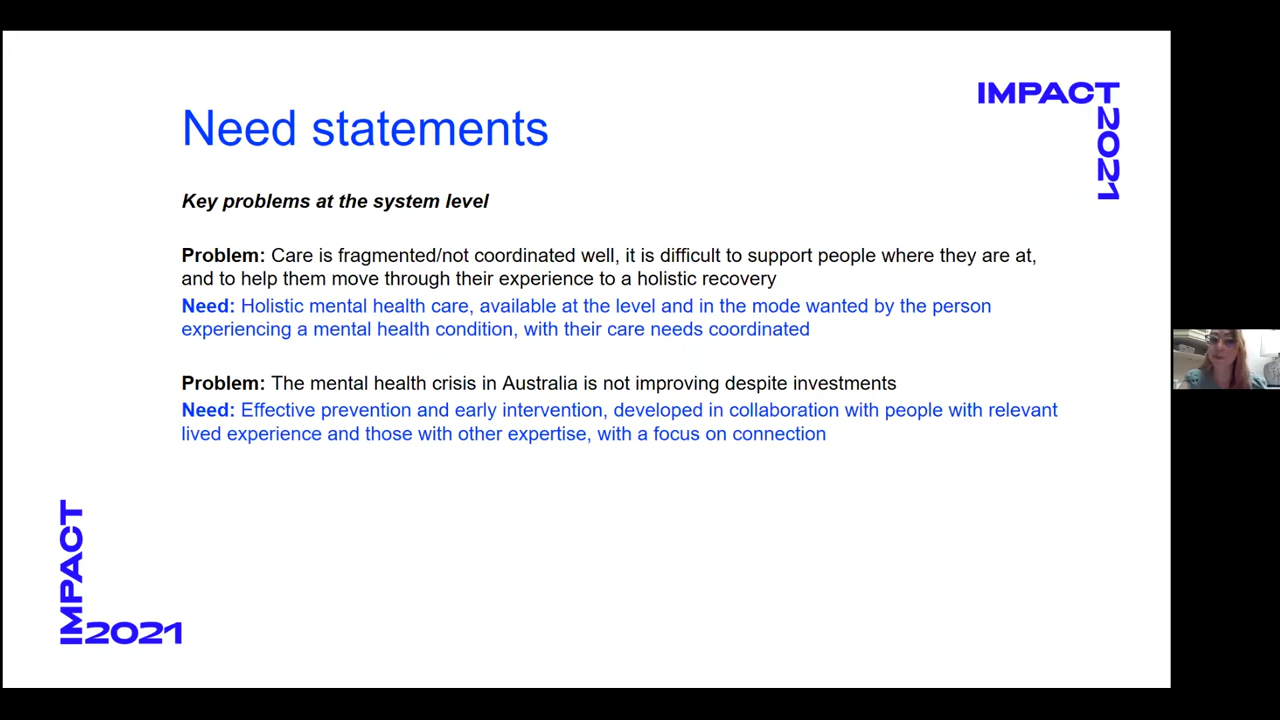 IMPACT
2021
Need statements
Key problems at the system level
Problem: Care is fragmented/not coordinated well, it is difficult to support people where they are at,
and to help them move through their experience to a holistic recovery
Need: Holistic mental health care, available at the level and in the mode wanted by the person
experiencing a mental health condition, with their care needs coordinated
Problem: The mental health crisis in Australia is not improving despite investments
Need: Effective prevention and early intervention, developed in collaboration with people with relevant
lived experience and those with other expertise, with a focus on connection
IMPACT
2021